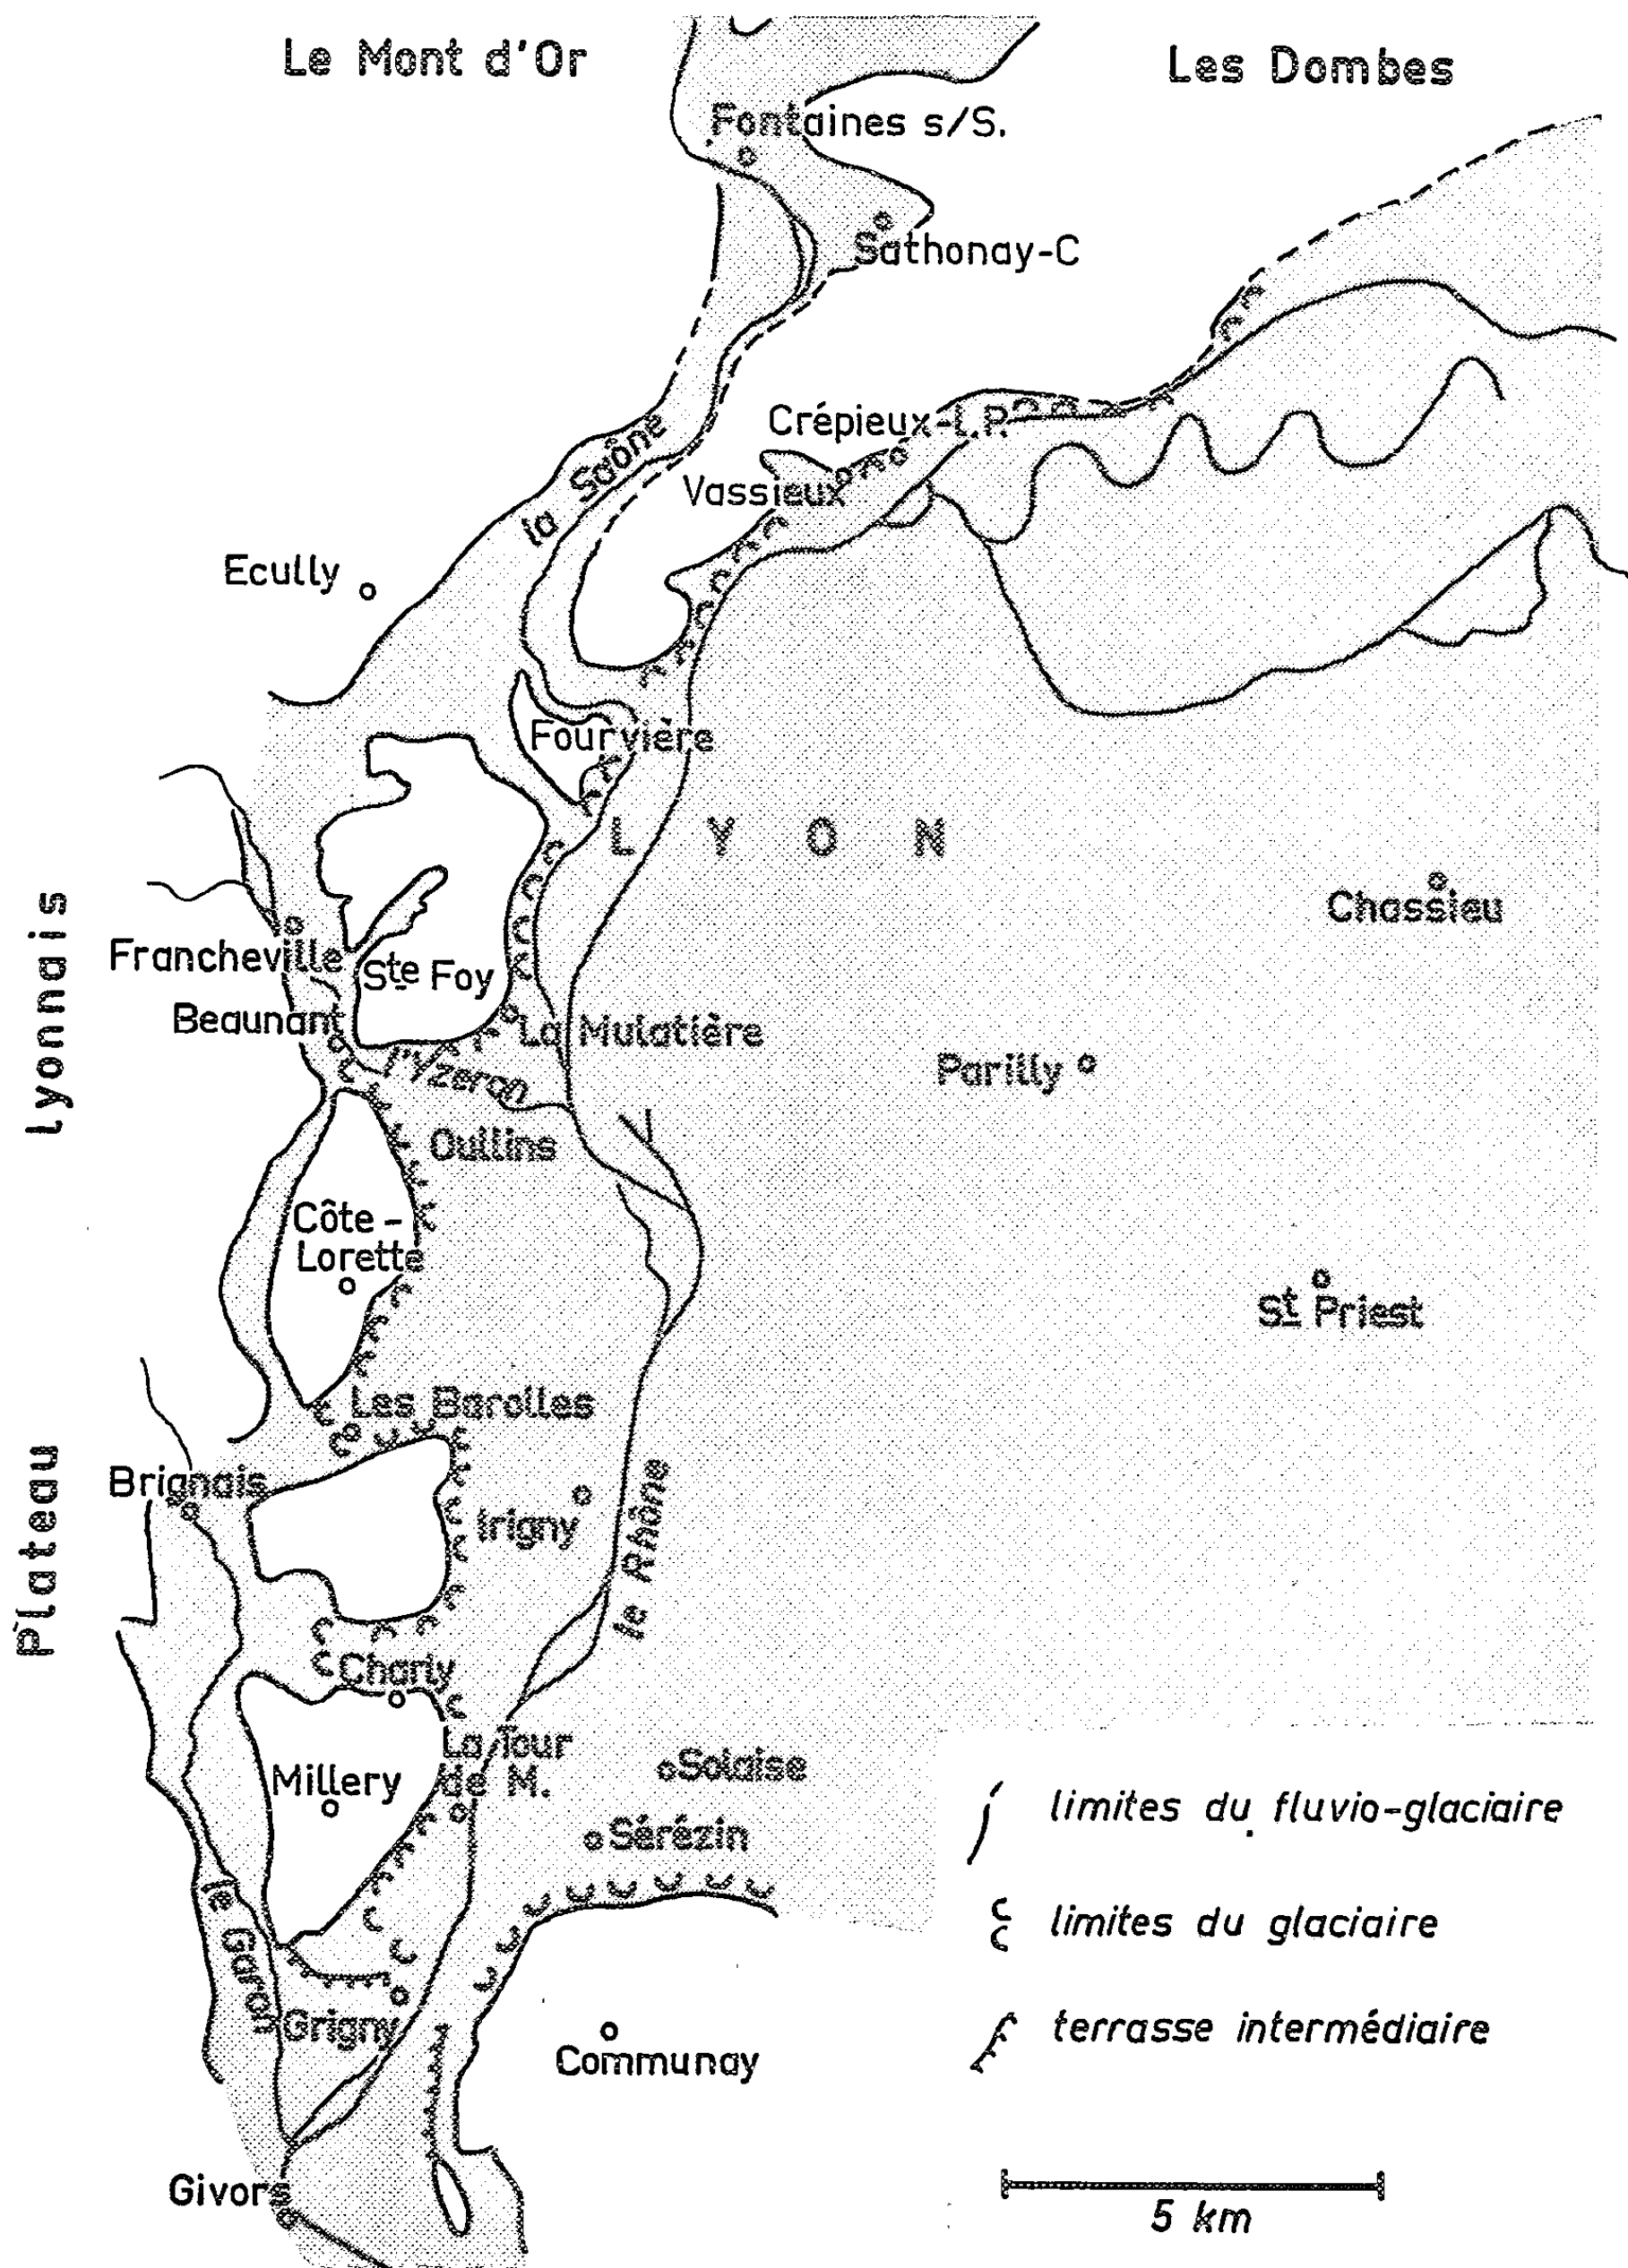 Le Mont d'Or
Les Dombes
Fontaines s/S.
Sathonay-C
Crépieux-L.P.
la Saône
Vassieux
Ecully
Fourvière
LYON
Chassieu
Lyonnais
Francheville
Ste Foy
Beaunant
La Mulatière
l'Yzeron
Parilly
Oullins
Côte-
Lorette
St Priest
Les Barolles
Plateau
Brignais
Irigny
le Rhône
Charly
La Tour
de M.
Millery
Solaise
Sérézin
limites du fluvio-glaciaire
limites du glaciaire
le Garon
Grigny
terrasse intermédiaire
Communay
Givors
5 km